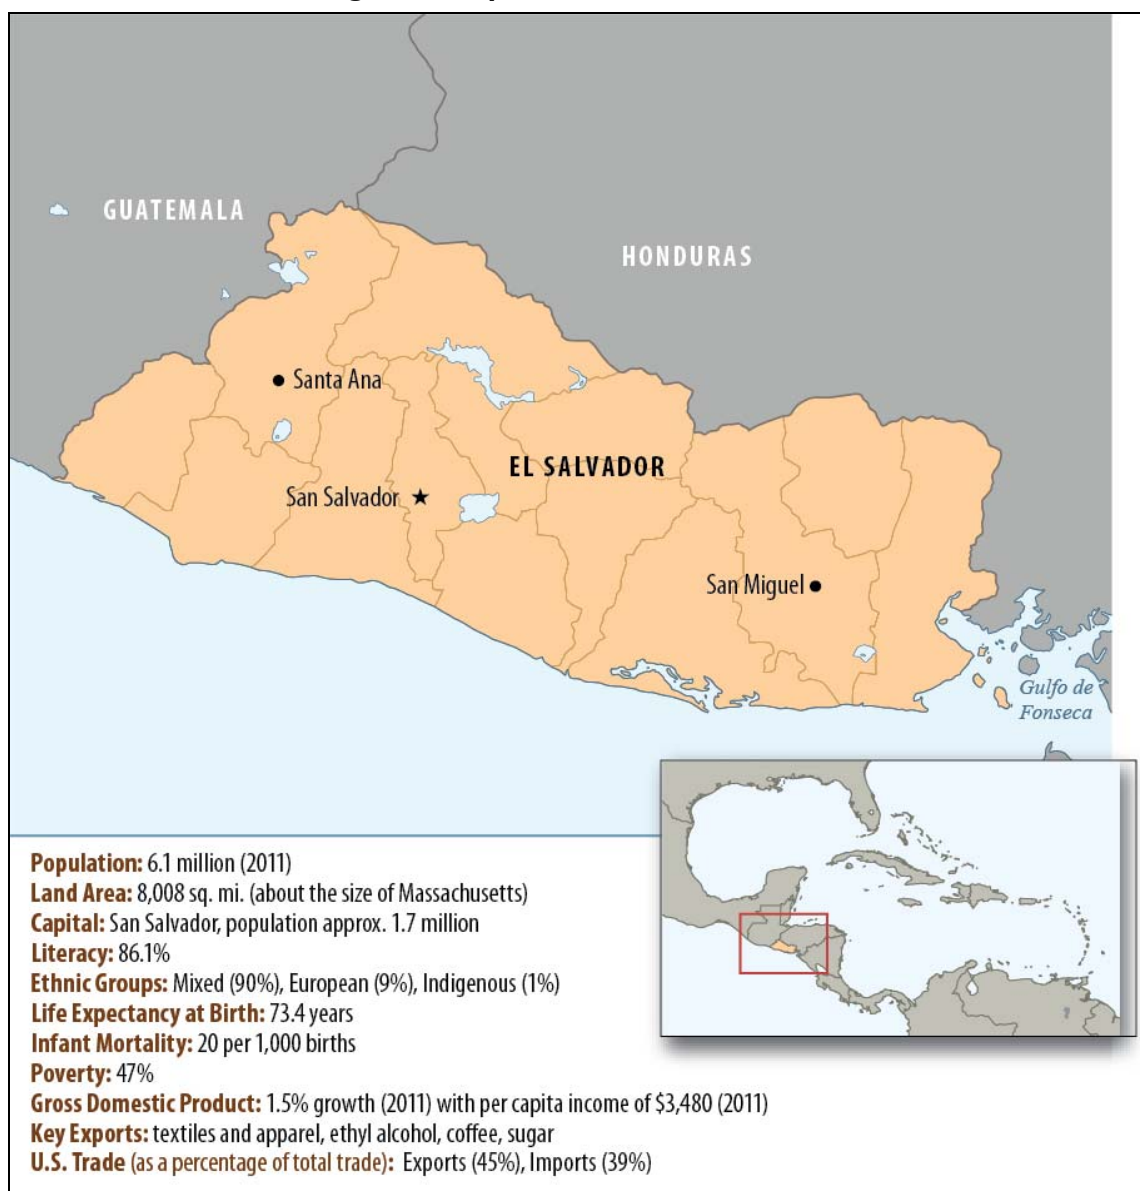 GUATEMALA
HONDURAS
Santa Ana
EL SALVADOR
San Salvador
San Miguel
Gulfo de
Fonseca
Population: 6.1 million (2011)
Land Area: 8,008 sq. mi. (about the size of Massachusetts)
Capital: San Salvador, population approx. 1.7 million
Literacy: 86.1%
Ethnic Groups: Mixed (90%), European (9%), Indigenous (1%)
Life Expectancy at Birth: 73.4 years
Infant Mortality: 20 per 1,000 births
Poverty: 47%
Gross Domestic Product: 1.5% growth (2011) with per capita income of $3,480 (2011)
Key Exports: textiles and apparel, ethyl alcohol, coffee, sugar
U.S. Trade (as a percentage of total trade): Exports (45%), Imports (39%)